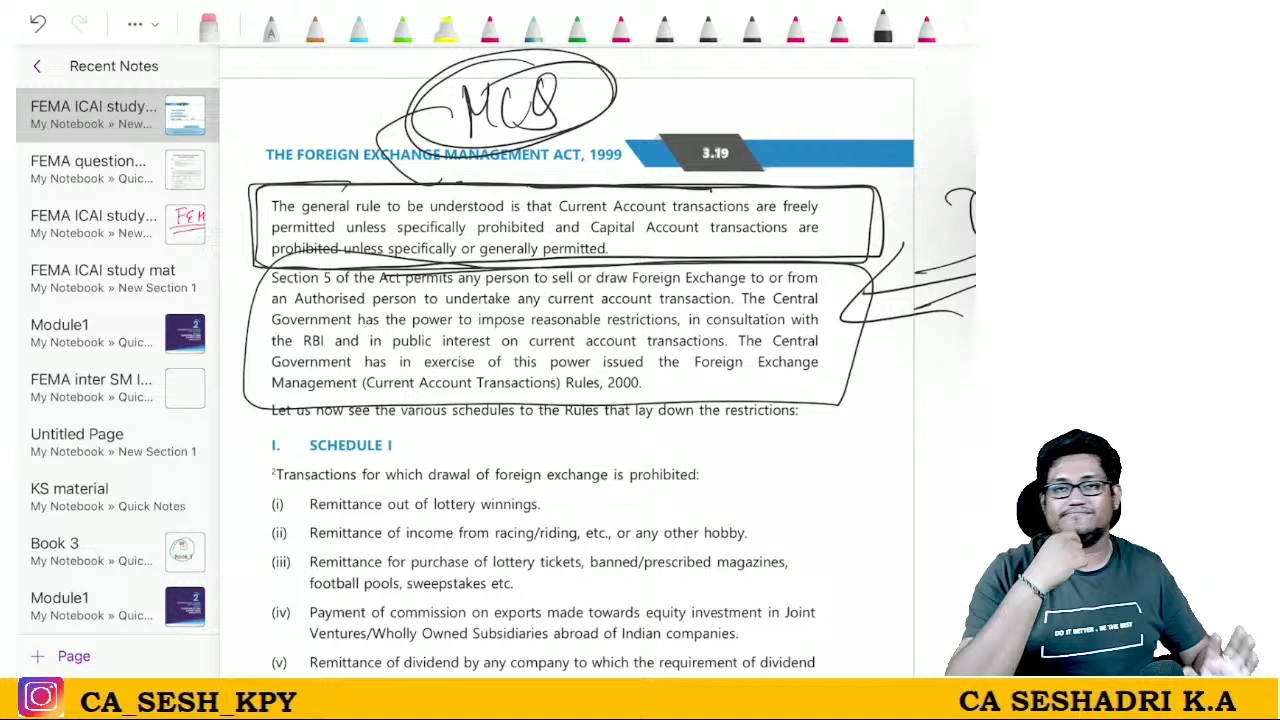 Recent Notes
FEMA ICAI study...
My Notebook » New...
FEMA question...
My Notebook » Quic...
FEMA ICAI study...
My Notebook » New...
FEM
FEMA ICAI study mat
My Notebook » New Section 1
Module1
My Notebook » Quic...
FEMA inter SM I...
My Notebook » Quic...
Untitled Page
My Notebook » New Section 1
KS material
My Notebook » Quick Notes
Book 3
My Notebook » Quic...
Book 3
Module1
My Notebook » Quic...
+ Page
MCQ
THE FOREIGN EXCHANGE MANAGEMENT ACT, 1999
3.19
The general rule to be understood is that Current Account transactions are freely
permitted unless specifically prohibited and Capital Account transactions are
prohibited unless specifically or generally permitted.
Section 5 of the Act permits any person to sell or draw Foreign Exchange to or from
an Authorised person to undertake any current account transaction. The Central
Government has the power to impose reasonable restrictions, in consultation with
the RBI and in public interest on current account transactions. The Central
Government has in exercise of this power issued the Foreign Exchange
Management (Current Account Transactions) Rules, 2000.
Let us now see the various schedules to the Rules that lay down the restrictions:
I. SCHEDULE I
2Transactions for which drawal of foreign exchange is prohibited:
(i) Remittance out of lottery winnings.
(ii) Remittance of income from racing/riding, etc., or any other hobby.
(iii) Remittance for purchase of lottery tickets, banned/prescribed magazines,
football pools, sweepstakes etc.
(iv) Payment of commission on exports made towards equity investment in Joint
Ventures/Wholly Owned Subsidiaries abroad of Indian companies.
(v) Remittance of dividend by any company to which the requirement of dividend
DO IT BETTER . BE THE BEST
CA_SESH_KPY
CA SESHADRI K.A